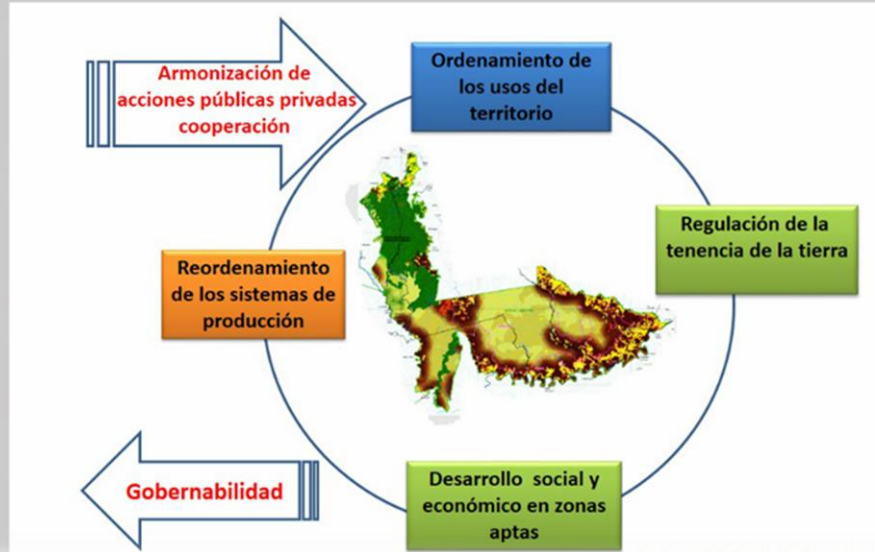 Armonización de
acciones públicas privadas
cooperación
Ordenamiento de
los usos del
territorio
Regulación de la
tenencia de la tierra
Reordenamiento
de los sistemas de
producción
Desarrollo social y
económico en zonas
aptas
Gobernabilidad